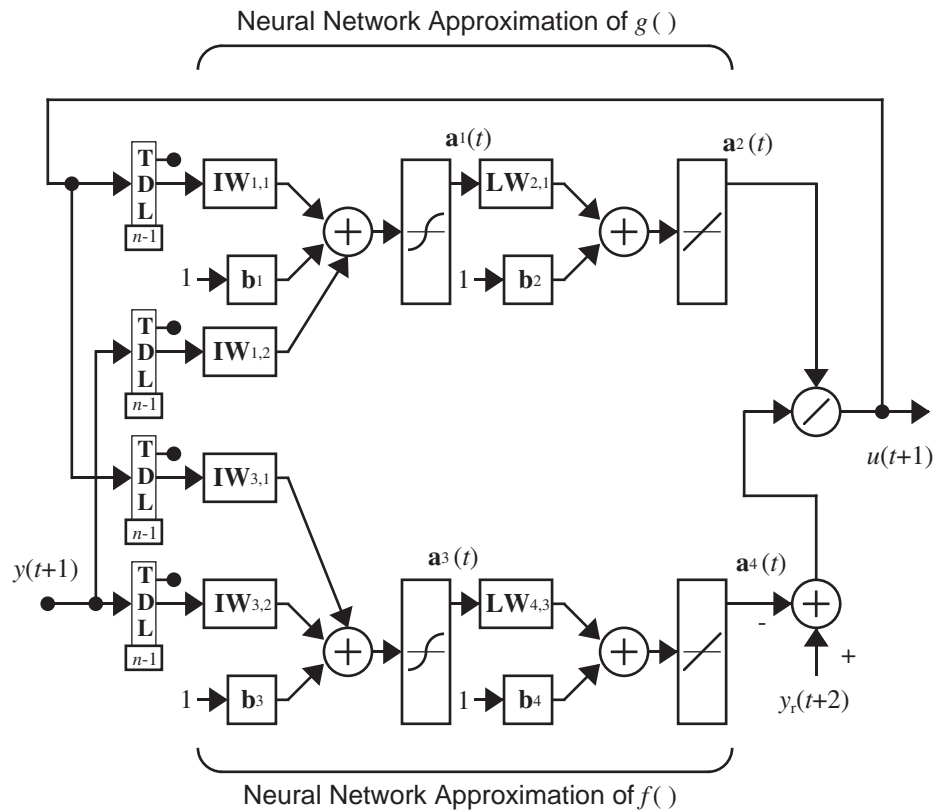 Neural Network Approximation of g ( )
a1(t)
a2 (t)
T
D
L
n-1
IW1,1
LW2,1
1
b1
1
b2
T
D
L
n-1
IW1,2
u(t+1)
T
D
L
n-1
IW3,1
y(t+1)
T
D
L
n-1
IW3,2
a3 (t)
LW4,3
a4 (t)
-
+
1
b3
1
b4
yr(t+2)
Neural Network Approximation of f ( )